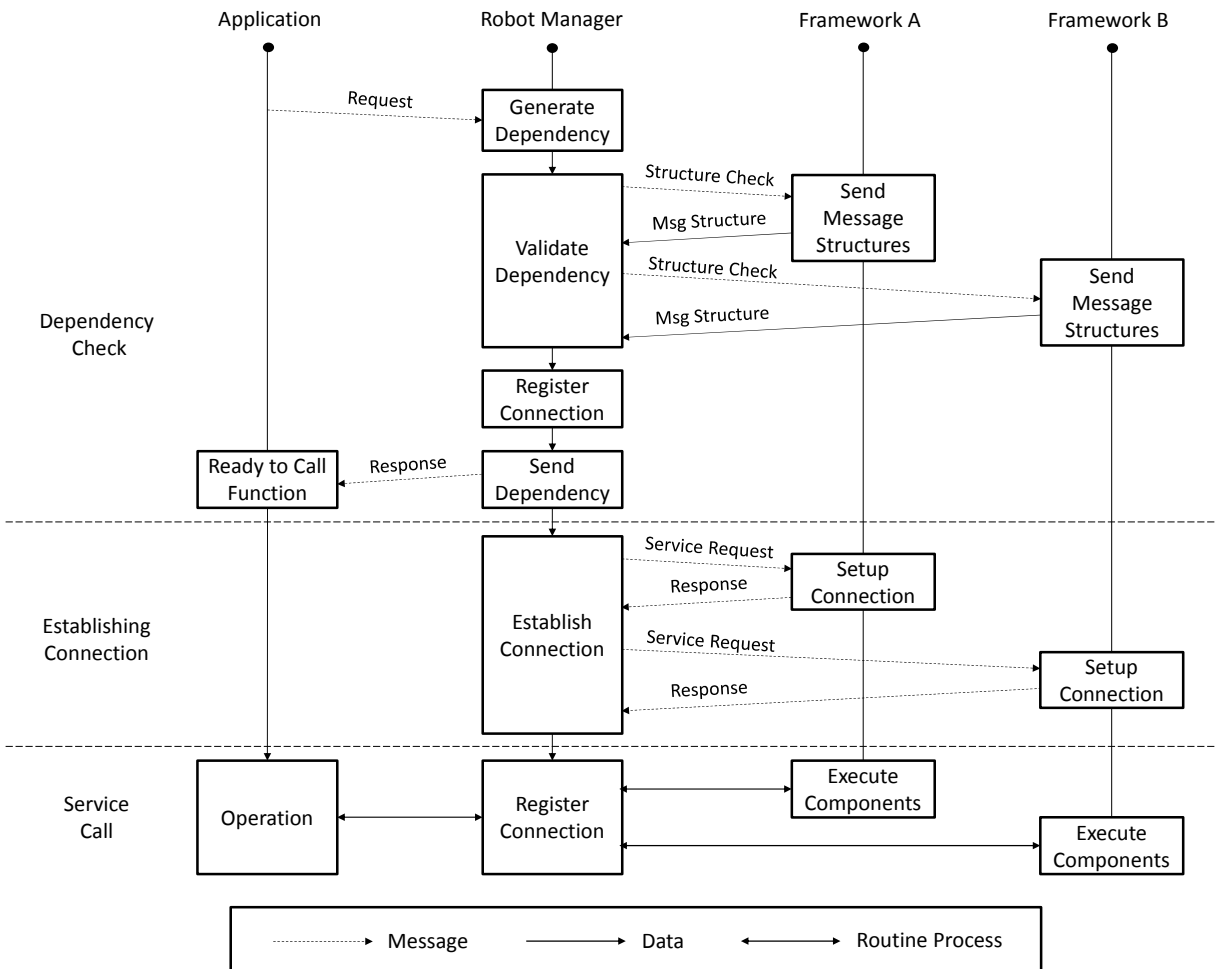 Application
Robot Manager
Framework A
Framework B
Request
Generate
Dependency
Structure Check
Send
Message
Structures
Msg Structure
Validate
Dependency
Structure Check
Send
Message
Structures
Msg Structure
Dependency
Check
Register
Connection
Response
Ready to Call
Function
Send
Dependency
Service Request
Setup
Connection
Response
Establishing
Connection
Establish
Connection
Service Request
Setup
Connection
Response
Service
Call
Operation
Register
Connection
Execute
Components
Execute
Components
Message
Data
Routine Process